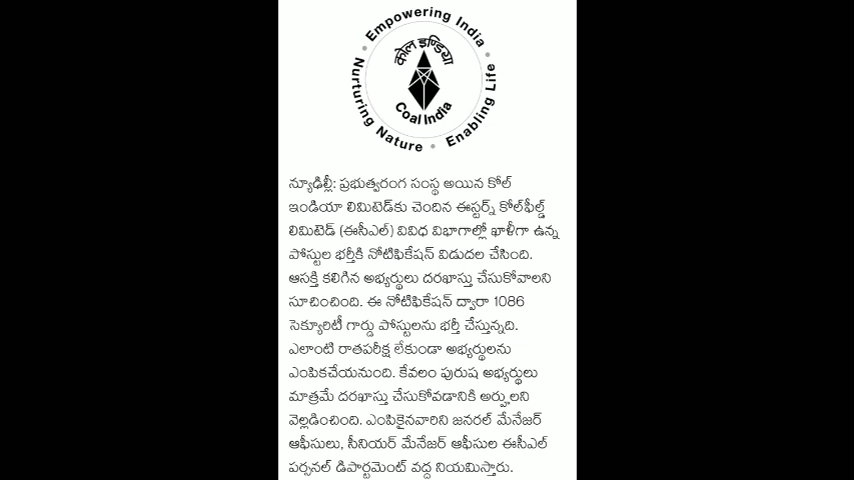 Empowering India
Nurturing Nature
Enabling Life
कोल इण्डिया
Coal India
న్యూఢిల్లీ: ప్రభుత్వరంగ సంస్థ అయిన కోల్
ఇండియా లిమిటెడ్‌కు చెందిన ఈస్టర్న్ కోల్‌ఫీల్డ్
లిమిటెడ్ (ఈసీఎల్) వివిధ విభాగాల్లో ఖాళీగా ఉన్న
పోస్టుల భర్తీకి నోటిఫికేషన్ విడుదల చేసింది.
ఆసక్తి కలిగిన అభ్యర్థులు దరఖాస్తు చేసుకోవాలని
సూచించింది. ఈ నోటిఫికేషన్ ద్వారా 1086
సెక్యూరిటీ గార్డు పోస్టులను భర్తీ చేస్తున్నది.
ఎలాంటి రాతపరీక్ష లేకుండా అభ్యర్థులను
ఎంపికచేయనుంది. కేవలం పురుష అభ్యర్థులు
మాత్రమే దరఖాస్తు చేసుకోవడానికి అర్హులని
వెల్లడించింది. ఎంపికైనవారిని జనరల్ మేనేజర్
ఆఫీసులు, సీనియర్ మేనేజర్ ఆఫీసుల ఈసీఎల్
పర్సనల్ డిపార్టమెంట్ వద్ద నియమిస్తారు.